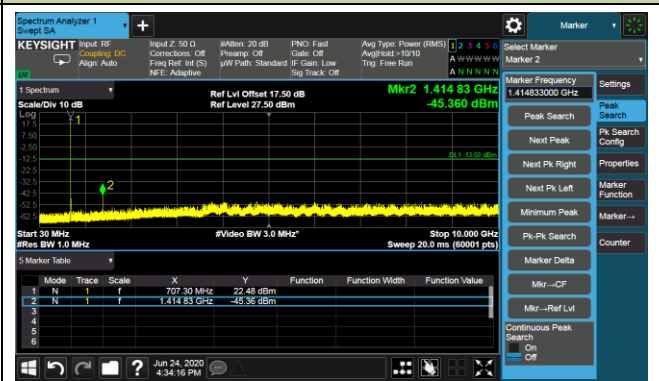 Spectrum Analyzer 1
Swept SA
+
Marker
KEYSIGHT Input: RF Input Z: 50 Ω #Atten: 20 dB PNO: Fast Avg Type: Power (RMS) 1 2 3 4 5 6
Coupling: DC Corrections: Off Preamp: Off Gate: Off Avg|Hold:>10/10 A W W W W W
Align: Auto Freq Ref: Int (S) µW Path: Standard IF Gain: Low Trig: Free Run
NFE: Adaptive Sig Track: Off A N N N N N
LXI
Select Marker
Marker 2
1 Spectrum
Ref Lvl Offset 17.50 dB
Mkr2 1.414 83 GHz
Scale/Div 10 dB
Ref Level 27.50 dBm
-45.360 dBm
Log
17.5
7.50
-2.50
-12.5
-22.5
-32.5
-42.5
-52.5
-62.5
1
2
DL1 -13.00 dBm
Start 30 MHz #Video BW 3.0 MHz* Stop 10.000 GHz
#Res BW 1.0 MHz Sweep 20.0 ms (60001 pts)
5 Marker Table
Mode Trace Scale X Y Function Function Width Function Value
1 N 1 f 707.30 MHz 22.48 dBm
2 N 1 f 1.414 83 GHz -45.36 dBm
3
4
5
6
Marker Frequency
1.414833000 GHz
Peak Search
Next Peak
Next Pk Right
Next Pk Left
Minimum Peak
Pk-Pk Search
Marker Delta
Mkr→CF
Mkr→Ref Lvl
Continuous Peak
Search
On
Off
Settings
Peak
Search
Pk Search
Config
Properties
Marker
Function
Marker→
Counter
?
Jun 24, 2020
4:34:16 PM